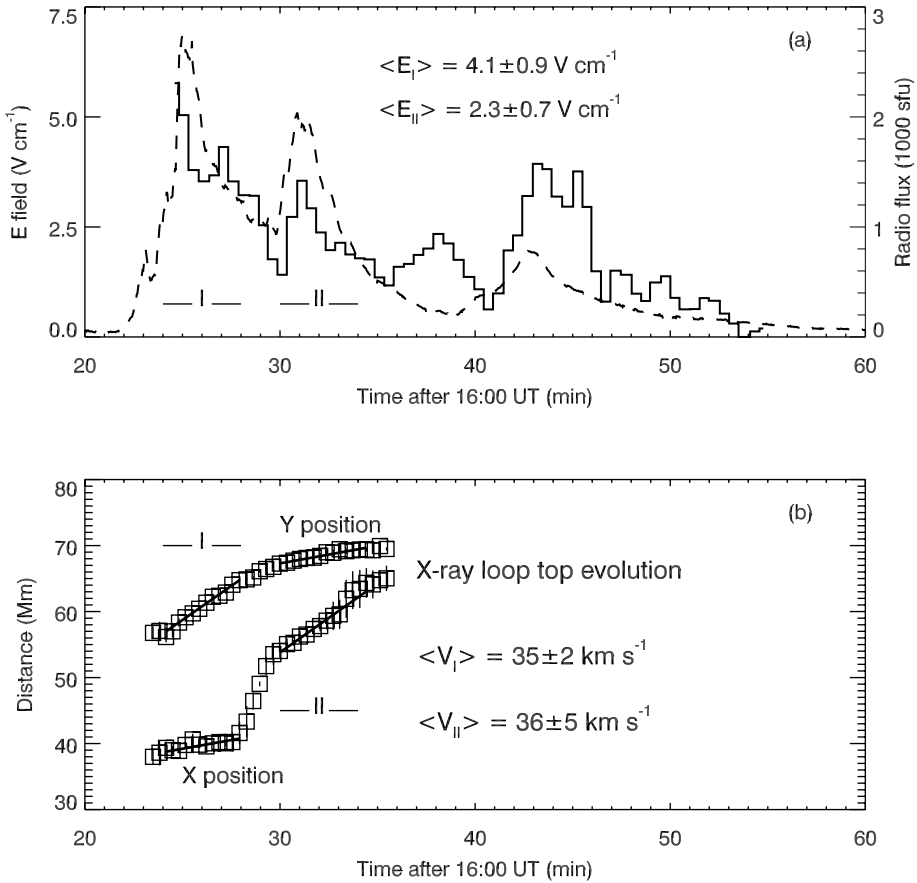 7.5
5.0
2.5
0.0
E field (V cm⁻¹)
3
2
1
0
Radio flux (1000 sfu)
(a)
<E_I> = 4.1±0.9 V cm⁻¹
<E_II> = 2.3±0.7 V cm⁻¹
I
II
20 30 40 50 60
Time after 16:00 UT (min)
80
70
60
50
40
30
Distance (Mm)
(b)
I
Y position
X-ray loop top evolution
<V_I> = 35±2 km s⁻¹
II
<V_II> = 36±5 km s⁻¹
X position
20 30 40 50 60
Time after 16:00 UT (min)